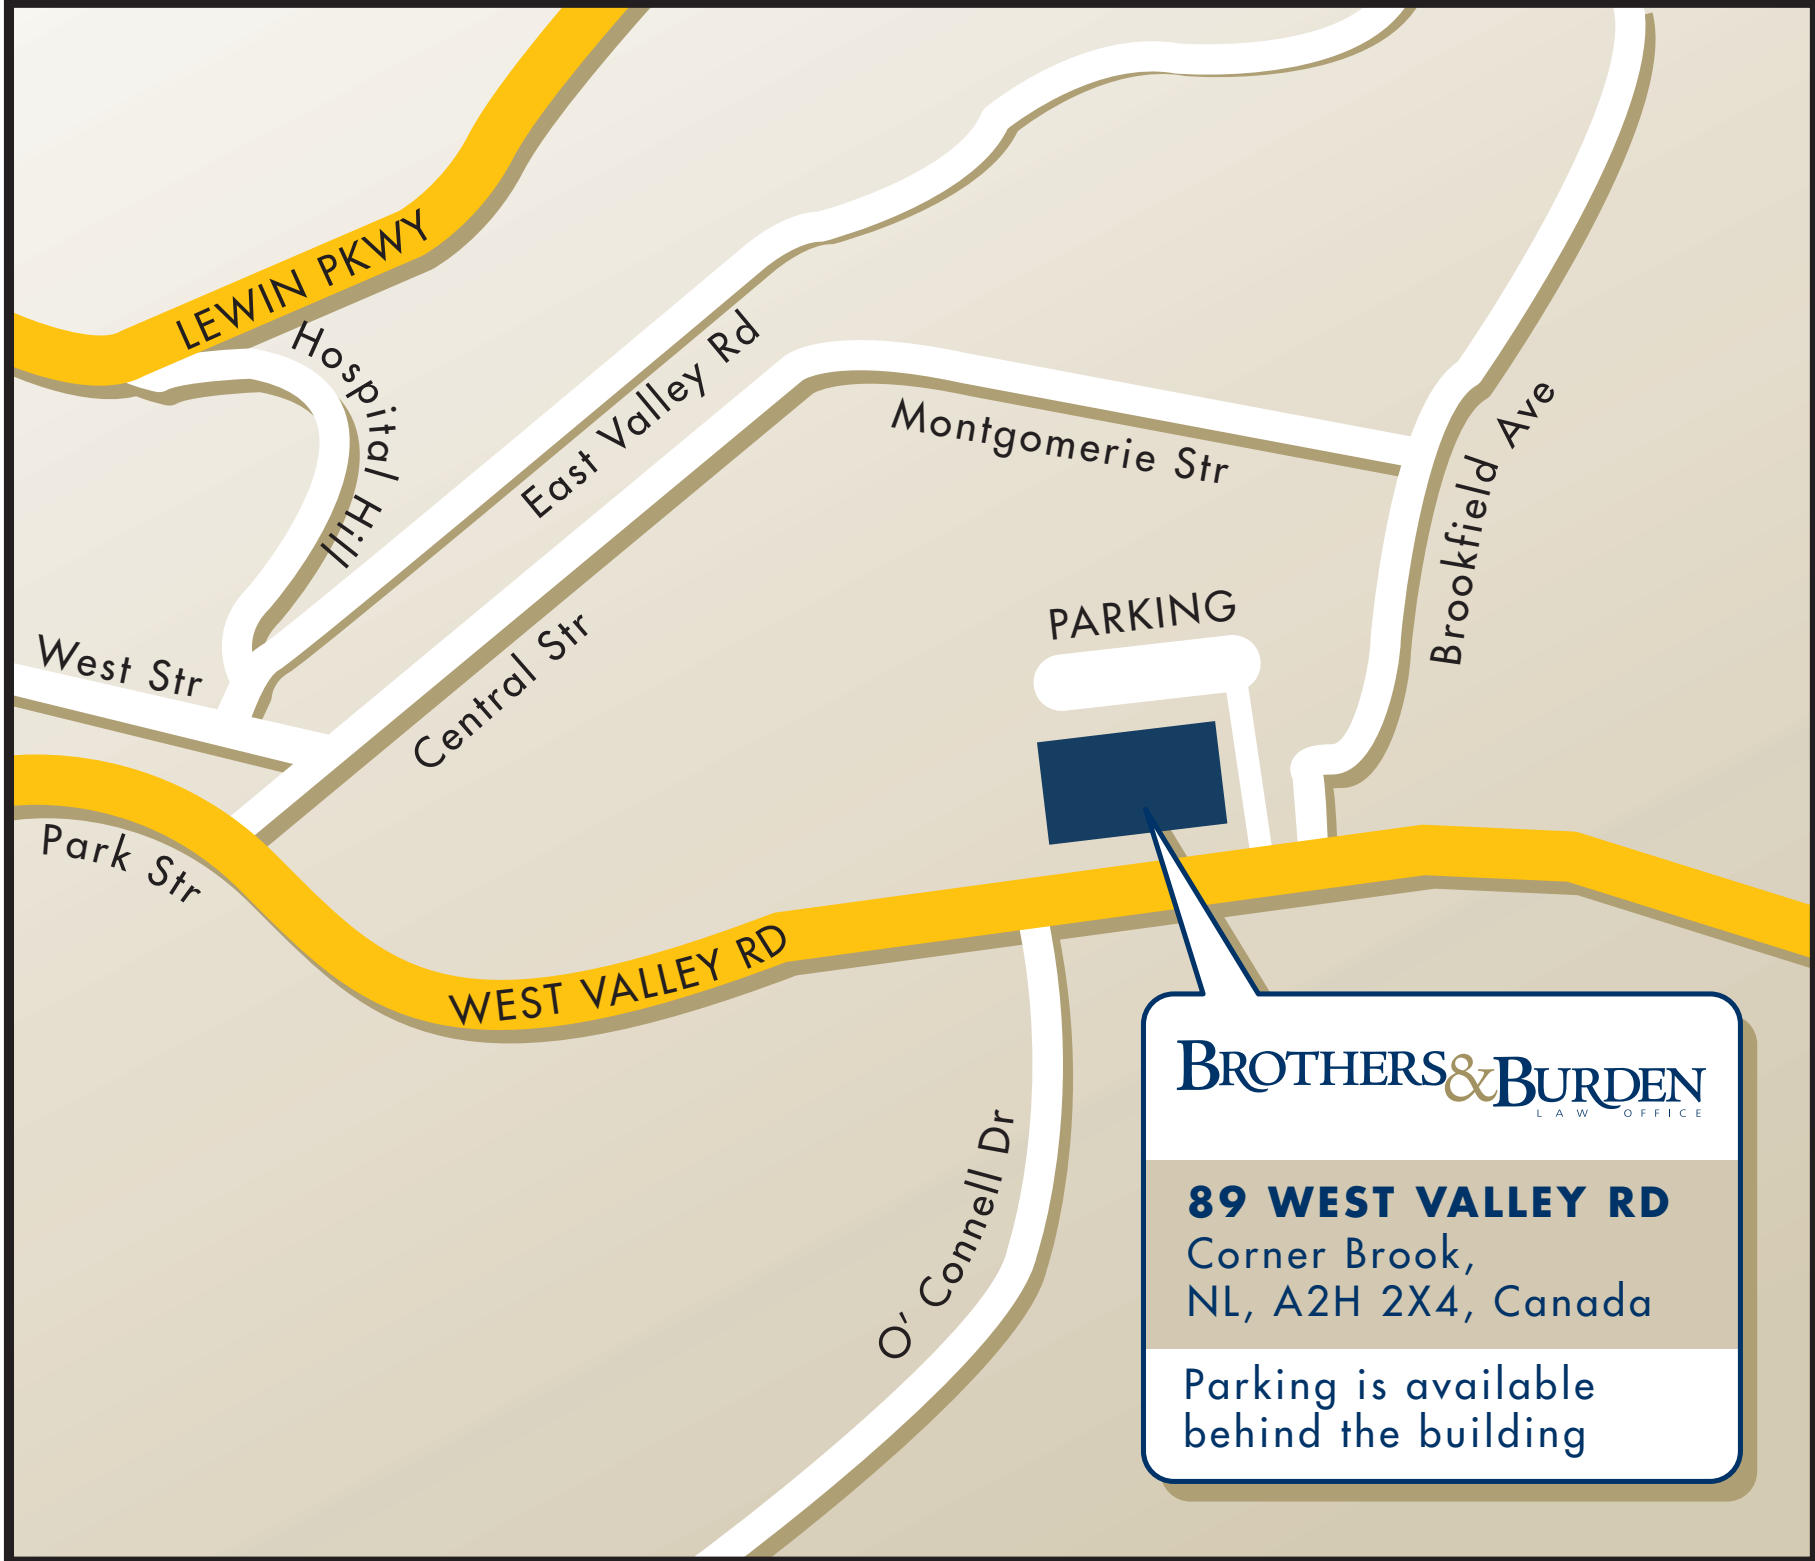 LEWIN PKWY
Hospital Hill
East Valley Rd
Montgomerie Str
Brookfield Ave
PARKING
West Str
Central Str
Park Str
WEST VALLEY RD
O' Connell Dr
BROTHERS&BURDEN
LAW OFFICE
89 WEST VALLEY RD
Corner Brook,
NL, A2H 2X4, Canada
Parking is available
behind the building